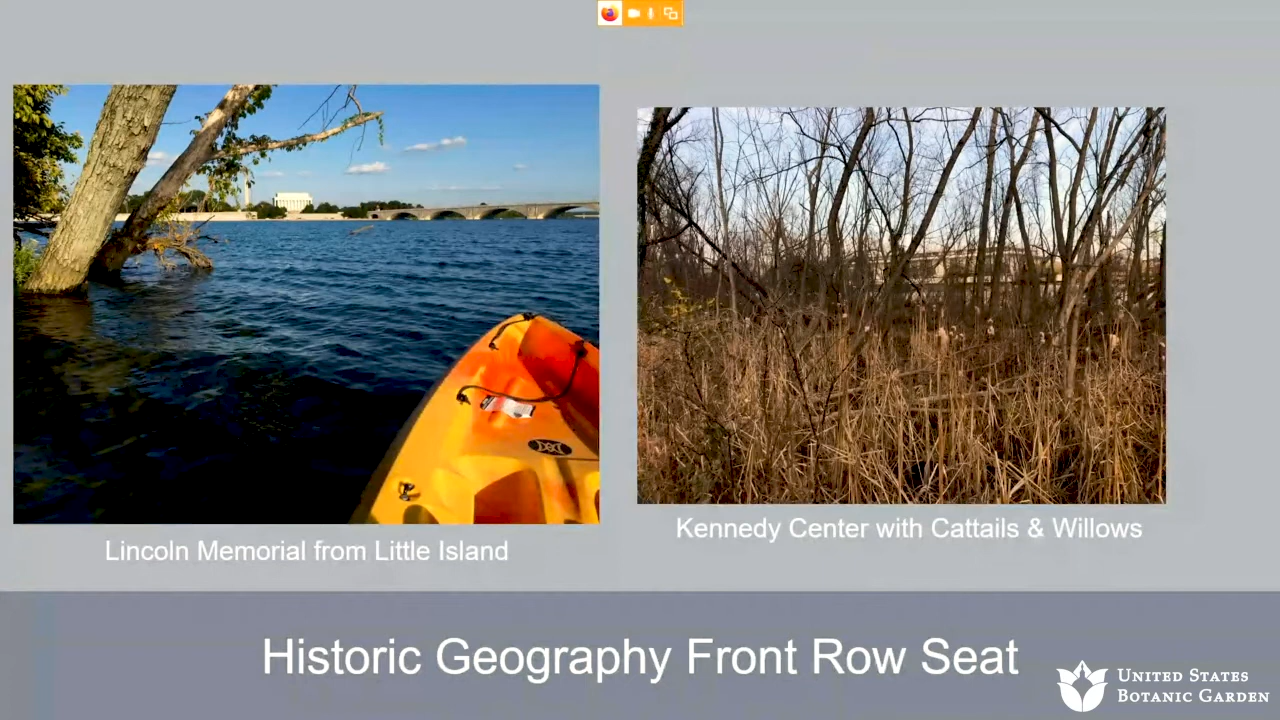 Lincoln Memorial from Little Island
Kennedy Center with Cattails & Willows
Historic Geography Front Row Seat
United States
Botanic Garden